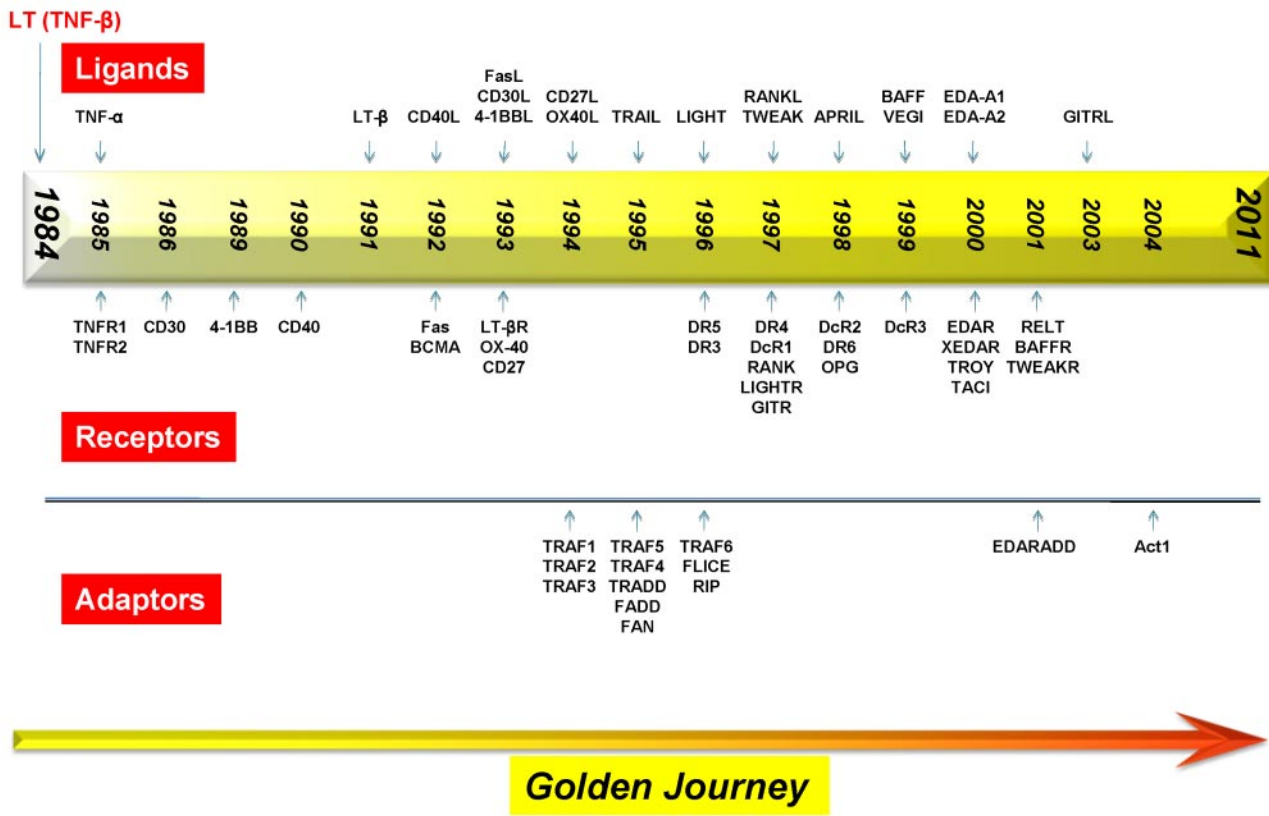 LT (TNF-β)
Ligands
TNF-α
LT-β
CD40L
FasL
CD30L
4-1BBL
CD27L
OX40L
TRAIL
LIGHT
RANKL
TWEAK
APRIL
BAFF
VEGI
EDA-A1
EDA-A2
GITRL
1984
1985
1986
1989
1990
1991
1992
1993
1994
1995
1996
1997
1998
1999
2000
2001
2003
2004
2011
TNFR1
TNFR2
CD30
4-1BB
CD40
Fas
BCMA
LT-βR
OX-40
CD27
DR5
DR3
DR4
DcR1
RANK
LIGHTR
GITR
DcR2
DR6
OPG
DcR3
EDAR
XEDAR
TROY
TACI
RELT
BAFFR
TWEAKR
Receptors
TRAF1
TRAF2
TRAF3
TRAF5
TRAF4
TRADD
FADD
FAN
TRAF6
FLICE
RIP
EDARADD
Act1
Adaptors
Golden Journey